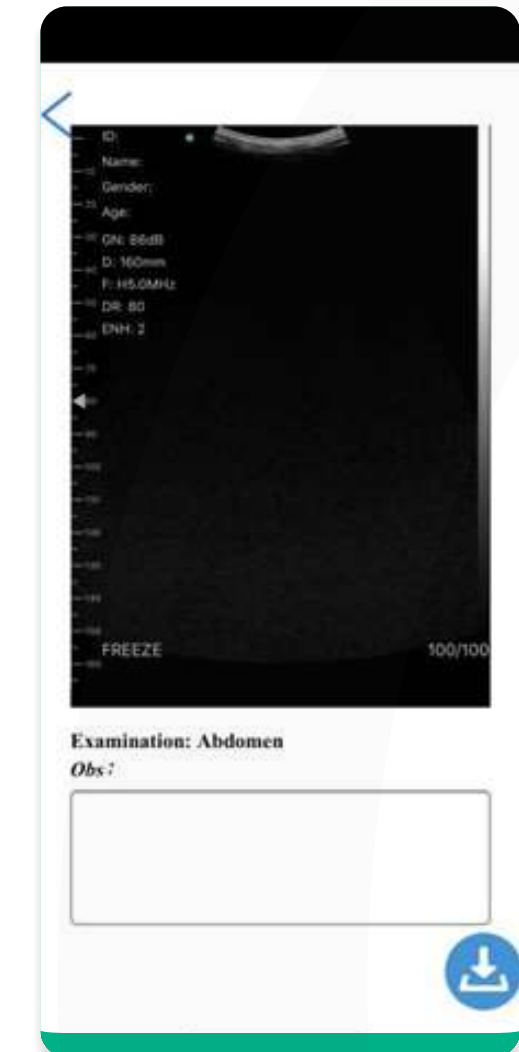 ID:
Name:
Gender:
Age:
GN: 86dB
D: 160mm
F: H5.0MHz
DR: 80
ENH: 2
FREEZE
100/100
Examination: Abdomen
Obs: